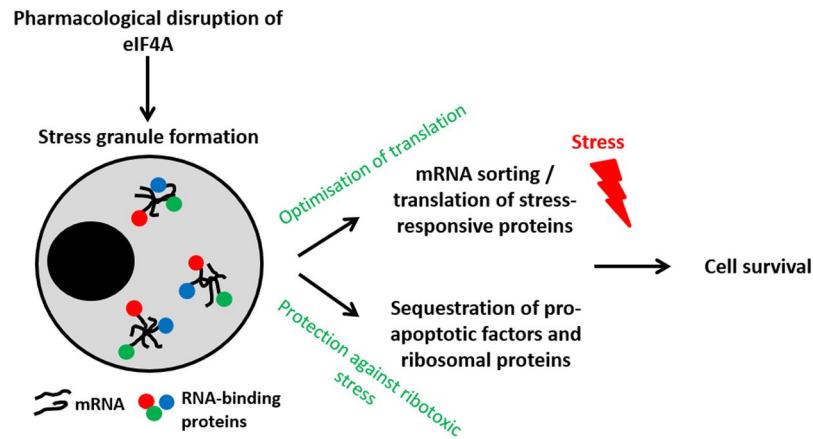 Pharmacological disruption of
eIF4A
Stress granule formation
Optimisation of translation
mRNA sorting /
translation of stress-
responsive proteins
Stress
Cell survival
Protection against ribotoxic
stress
Sequestration of pro-
apoptotic factors and
ribosomal proteins
mRNA
RNA-binding
proteins